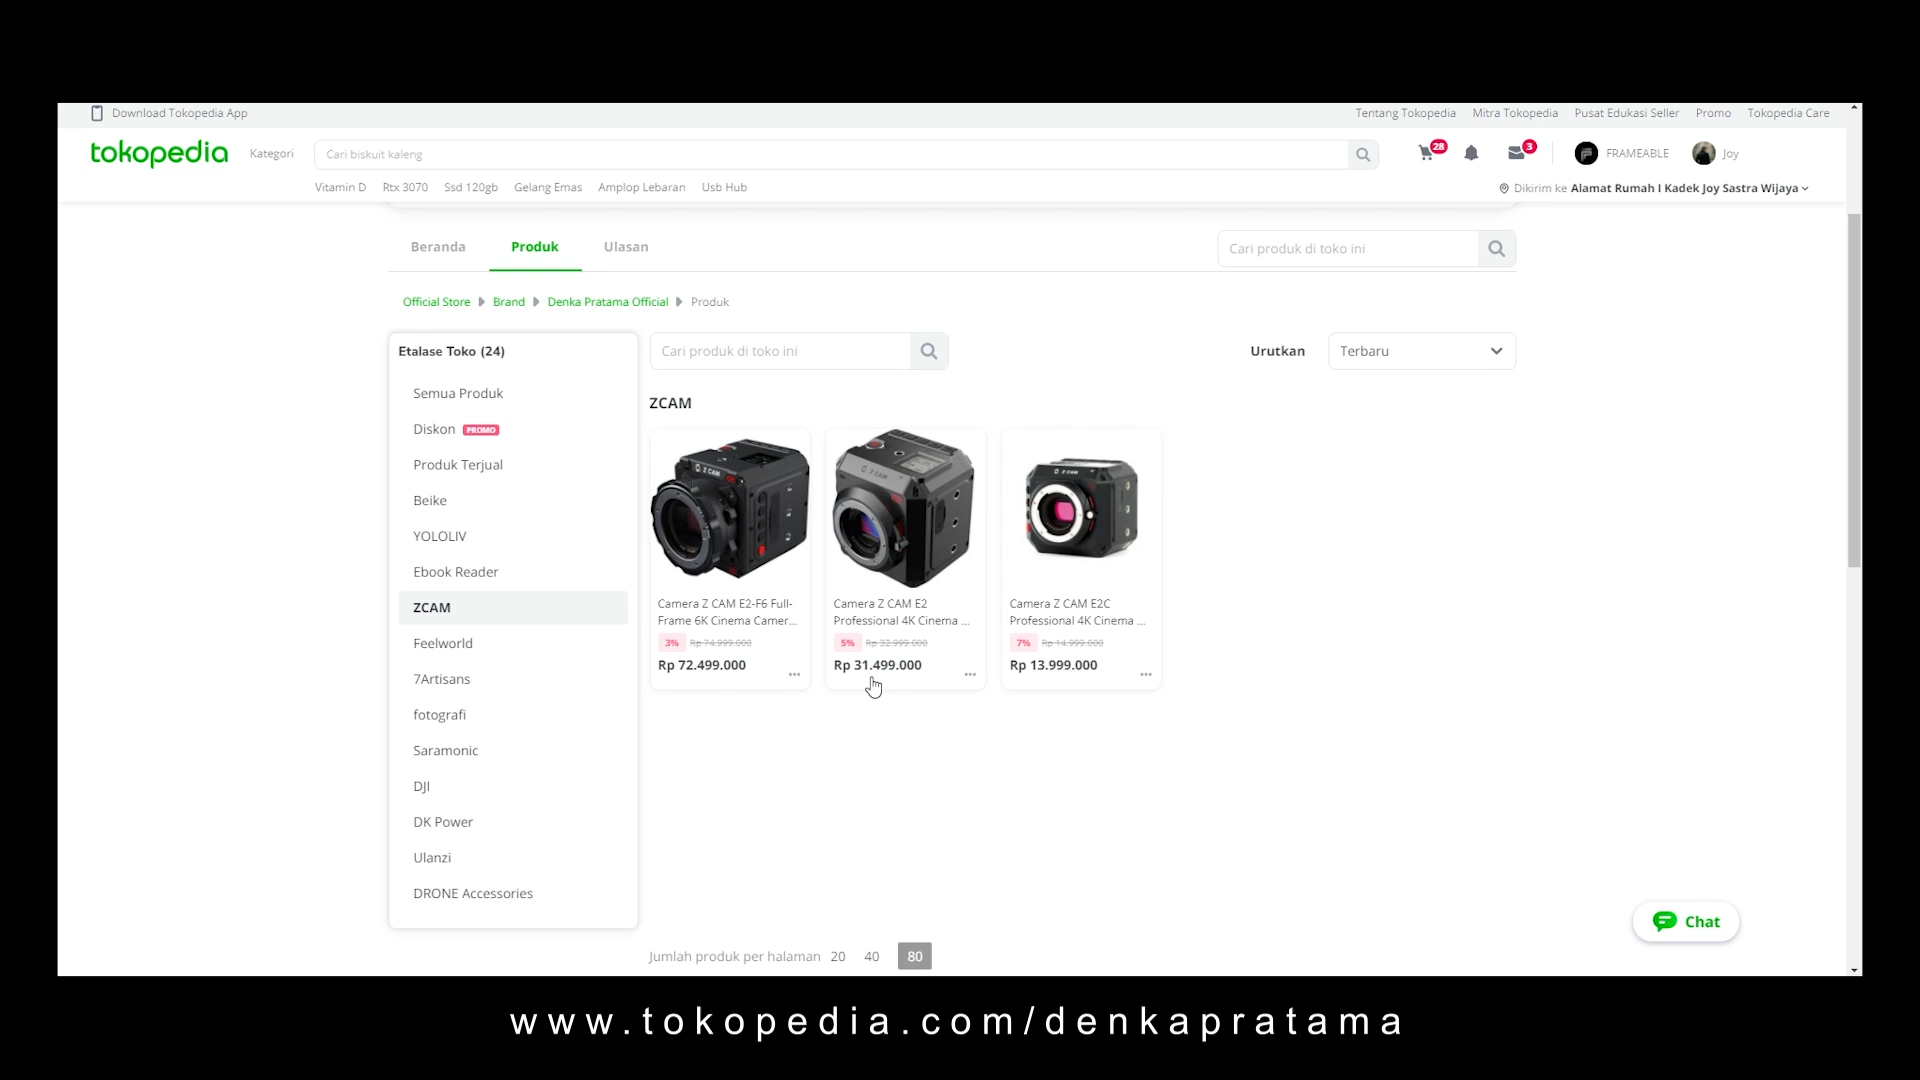 Download Tokopedia App
Tentang Tokopedia Mitra Tokopedia Pusat Edukasi Seller Promo Tokopedia Care
tokopedia Kategori Cari biskuit kaleng 28 3 FRAMEABLE Joy
Vitamin D Rtx 3070 Ssd 120gb Gelang Emas Amplop Lebaran Usb Hub
Dikirim ke Alamat Rumah I Kadek Joy Sastra Wijaya
Beranda Produk Ulasan Cari produk di toko ini
Official Store Brand Denka Pratama Official Produk
Etalase Toko (24)
Semua Produk
Diskon PROMO
Produk Terjual
Beike
YOLOLIV
Ebook Reader
ZCAM
Feelworld
7Artisans
fotografi
Saramonic
DJI
DK Power
Ulanzi
DRONE Accessories
Cari produk di toko ini Urutkan Terbaru
ZCAM
Z CAM
Camera Z CAM E2-F6 Full-
Frame 6K Cinema Camer...
3% Rp 74.999.000
Rp 72.499.000
Z CAM
Camera Z CAM E2
Professional 4K Cinema ...
5% Rp 32.999.000
Rp 31.499.000
Z CAM
Camera Z CAM E2C
Professional 4K Cinema ...
7% Rp 14.999.000
Rp 13.999.000
Chat
Jumlah produk per halaman 20 40 80
www.tokopedia.com/denkapratama